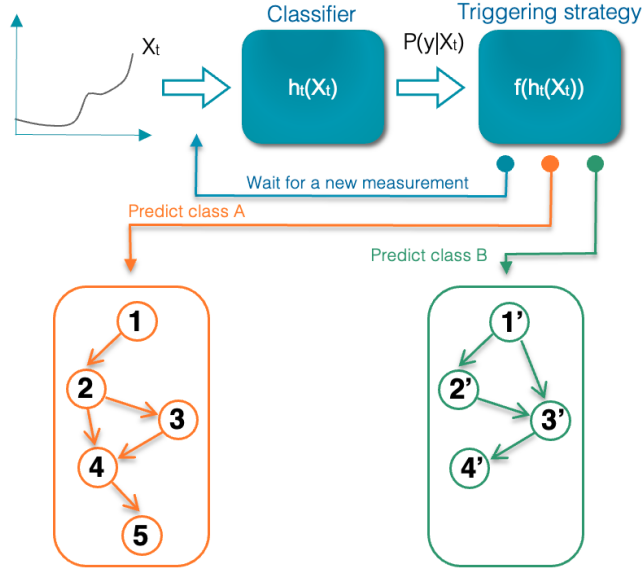 Classifier
Triggering strategy
Xₜ
P(y|Xₜ)
hₜ(Xₜ)
f(hₜ(Xₜ))
Wait for a new measurement
Predict class A
Predict class B
1
2
3
4
5
1’
2’
3’
4’